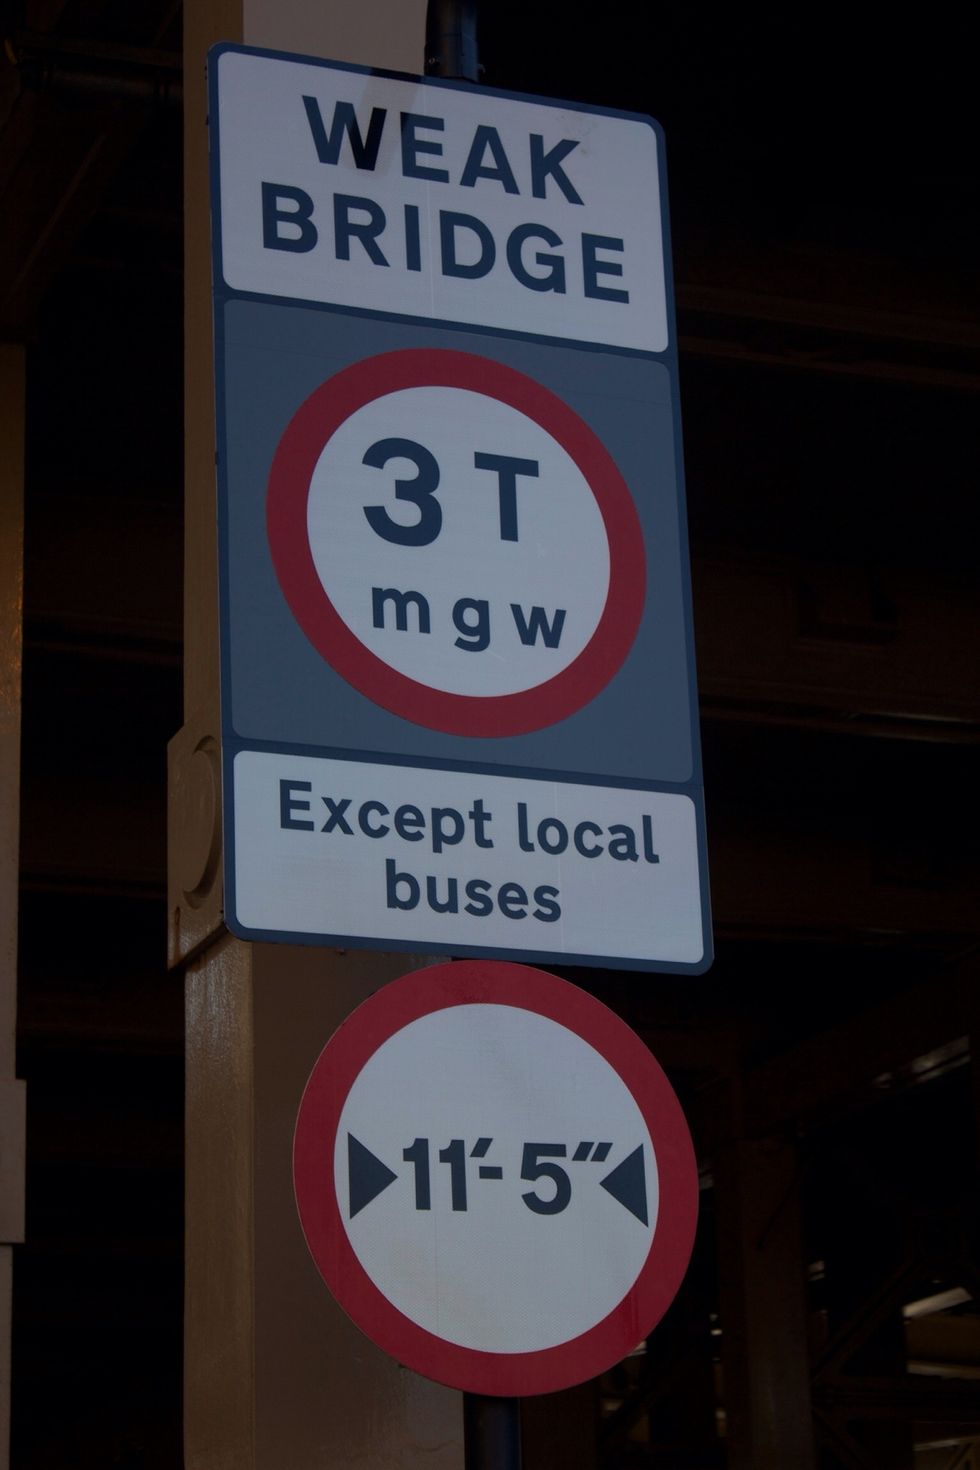 WEAK
BRIDGE
3 T
m g w
Except local
buses
11'- 5"